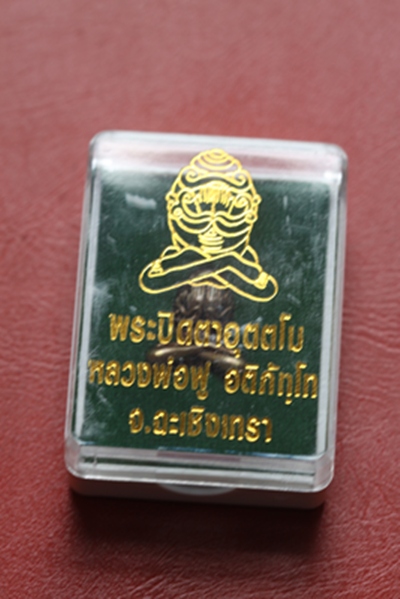 พระปิดตาอุตตโม
หลวงพ่อฟู อติภัทฺโท
จ.ฉะเชิงเทรา